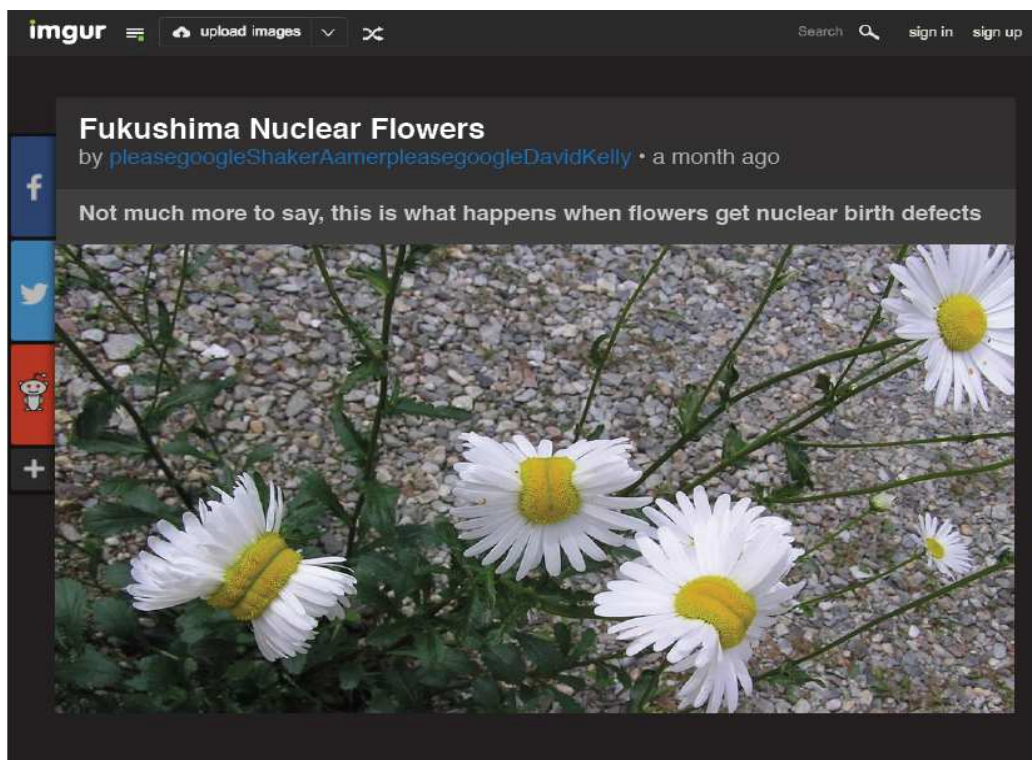 imgur upload images Search sign in sign up
Fukushima Nuclear Flowers
by pleasegoogleShakerAamerpleasegoogleDavidKelly • a month ago
f
Not much more to say, this is what happens when flowers get nuclear birth defects
+